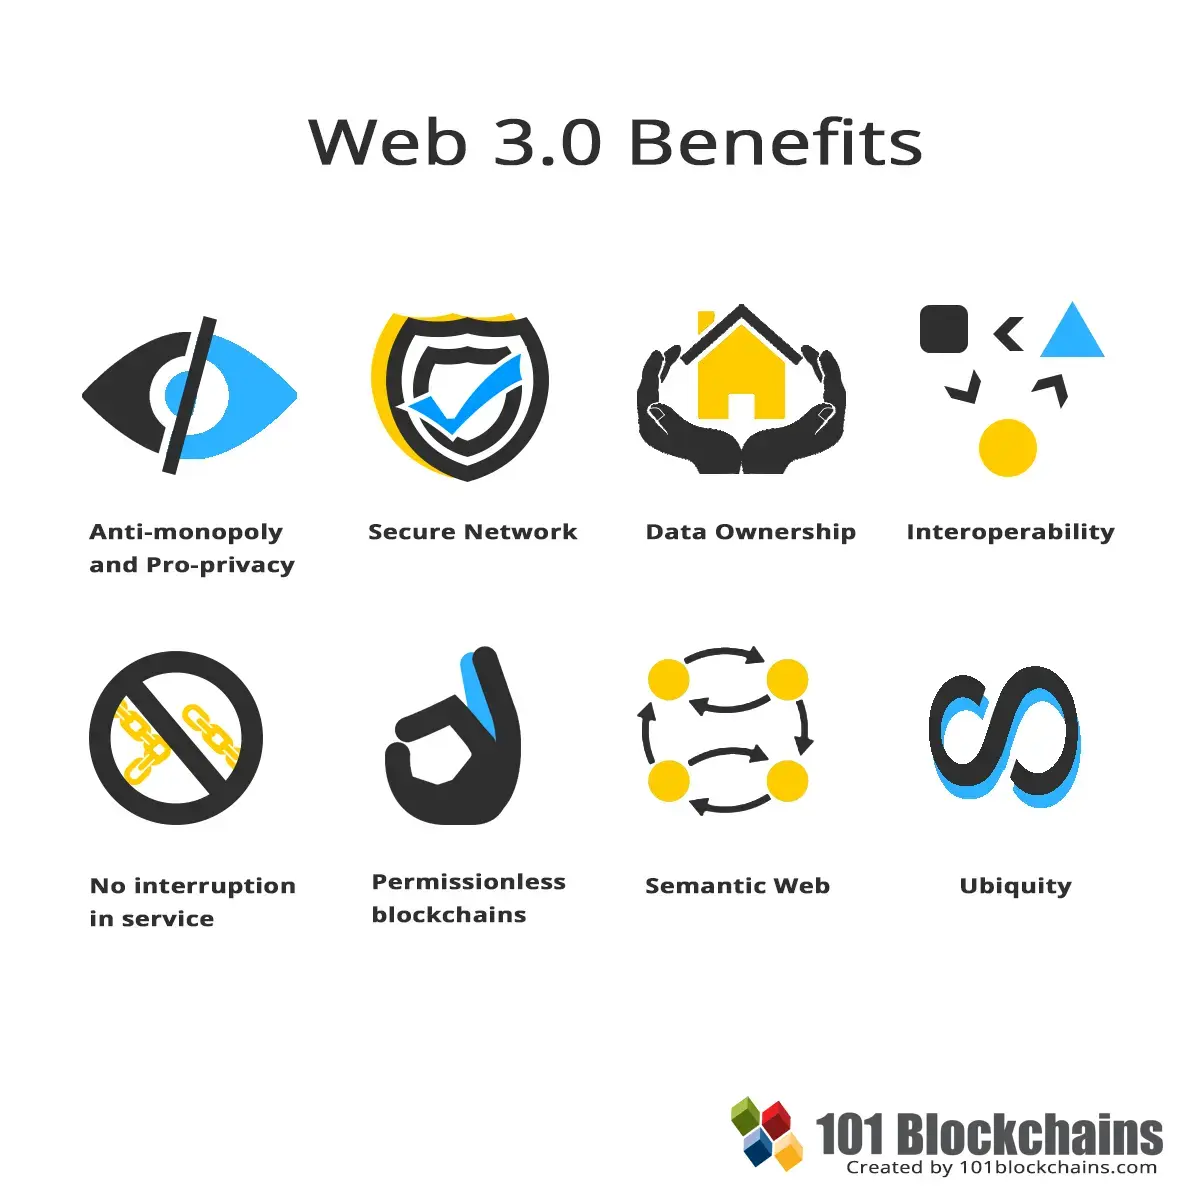 Web 3.0 Benefits
Anti-monopoly
and Pro-privacy
Secure Network
Data Ownership
Interoperability
No interruption
in service
Permissionless
blockchains
Semantic Web
Ubiquity
101 Blockchains
Created by 101blockchains.com